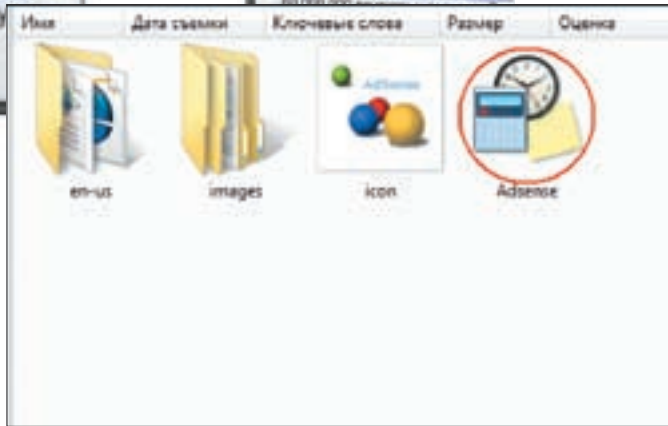 Имя Дата съемки Ключевые слова Размер Оценка
AdSense
en-us images icon Adsense